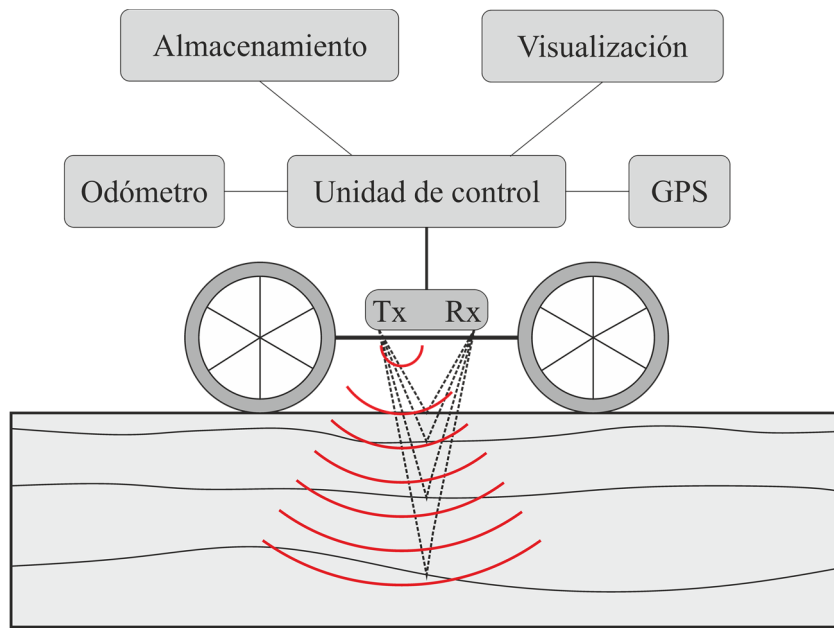 Almacenamiento
Visualización
Odómetro
Unidad de control
GPS
Tx
Rx